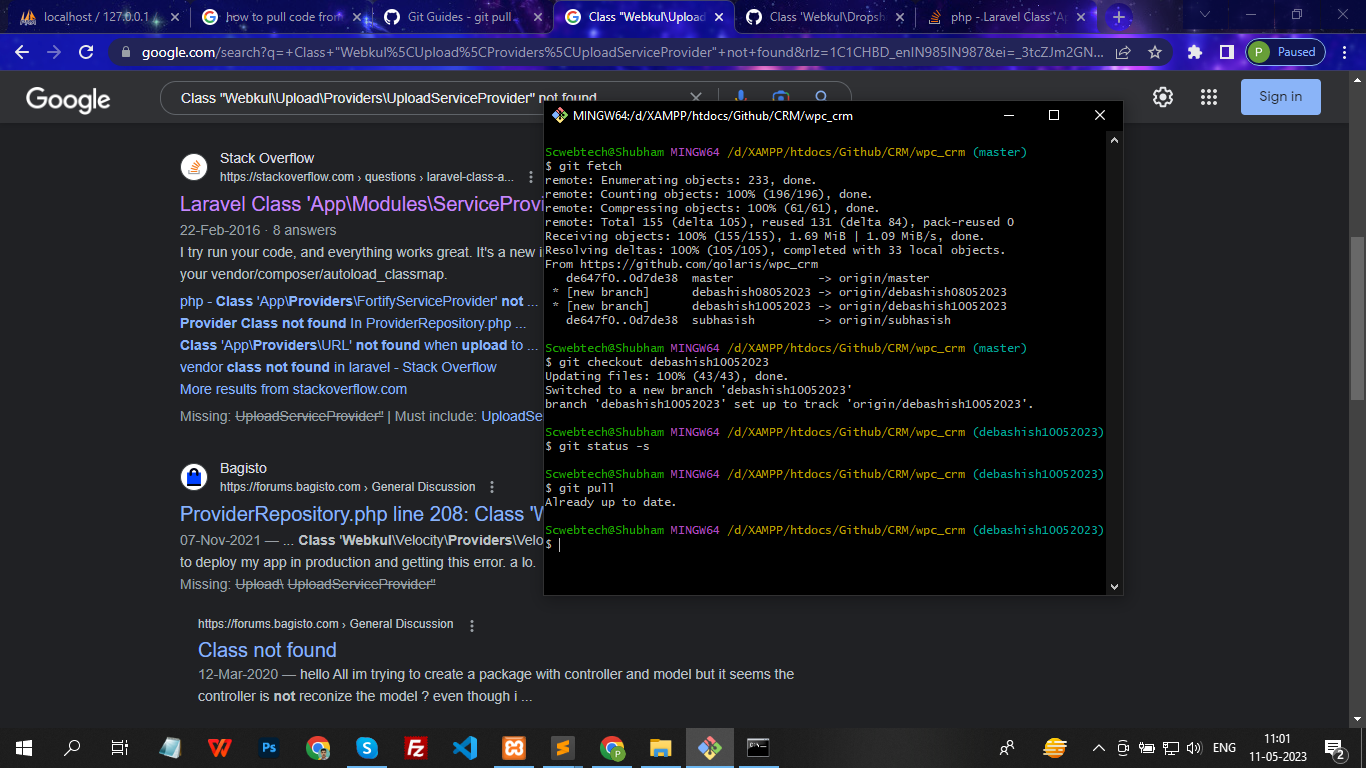 localhost / 127.0.0.1
how to pull code from
Git Guides - git pull
Class "Webkul\Upload
Class 'Webkul\Dropsh
php - Laravel Class 'Ap
google.com/search?q=+Class+"Webkul%5CUpload%5CProviders%5CUploadServiceProvider"+not+found&rlz=1C1CHBD_enIN985IN987&ei=_3tcZJm2GN...
P
Paused
Google
Class "Webkul\Upload\Providers\UploadServiceProvider" not found
Sign in
Stack Overflow
https://stackoverflow.com › questions › laravel-class-a...
Laravel Class 'App\Modules\ServiceProvi
22-Feb-2016 · 8 answers
I try run your code, and everything works great. It's a new i
your vendor/composer/autoload_classmap.
php - Class 'App\Providers\FortifyServiceProvider' not ...
Provider Class not found In ProviderRepository.php ...
Class 'App\Providers\URL' not found when upload to ...
vendor class not found in laravel - Stack Overflow
More results from stackoverflow.com
Missing: UploadServiceProvider" | Must include: UploadSe
Bagisto
https://forums.bagisto.com › General Discussion
ProviderRepository.php line 208: Class 'W
07-Nov-2021 — ... Class 'Webkul\Velocity\Providers\Velo
to deploy my app in production and getting this error. a lo.
Missing: Upload\ UploadServiceProvider"
https://forums.bagisto.com › General Discussion
Class not found
12-Mar-2020 — hello All im trying to create a package with controller and model but it seems the
controller is not reconize the model ? even though i ...
MINGW64:/d/XAMPP/htdocs/Github/CRM/wpc_crm
Scwebtech@Shubham MINGW64 /d/XAMPP/htdocs/Github/CRM/wpc_crm (master)
$ git fetch
remote: Enumerating objects: 233, done.
remote: Counting objects: 100% (196/196), done.
remote: Compressing objects: 100% (61/61), done.
remote: Total 155 (delta 105), reused 131 (delta 84), pack-reused 0
Receiving objects: 100% (155/155), 1.69 MiB | 1.09 MiB/s, done.
Resolving deltas: 100% (105/105), completed with 33 local objects.
From https://github.com/qolaris/wpc_crm
de647f0..0d7de38 master -> origin/master
* [new branch] debashish08052023 -> origin/debashish08052023
* [new branch] debashish10052023 -> origin/debashish10052023
de647f0..0d7de38 subhasish -> origin/subhasish
Scwebtech@Shubham MINGW64 /d/XAMPP/htdocs/Github/CRM/wpc_crm (master)
$ git checkout debashish10052023
Updating files: 100% (43/43), done.
Switched to a new branch 'debashish10052023'
branch 'debashish10052023' set up to track 'origin/debashish10052023'.
Scwebtech@Shubham MINGW64 /d/XAMPP/htdocs/Github/CRM/wpc_crm (debashish10052023)
$ git status -s
Scwebtech@Shubham MINGW64 /d/XAMPP/htdocs/Github/CRM/wpc_crm (debashish10052023)
$ git pull
Already up to date.
Scwebtech@Shubham MINGW64 /d/XAMPP/htdocs/Github/CRM/wpc_crm (debashish10052023)
$
Ps
ENG
11:01
11-05-2023
2